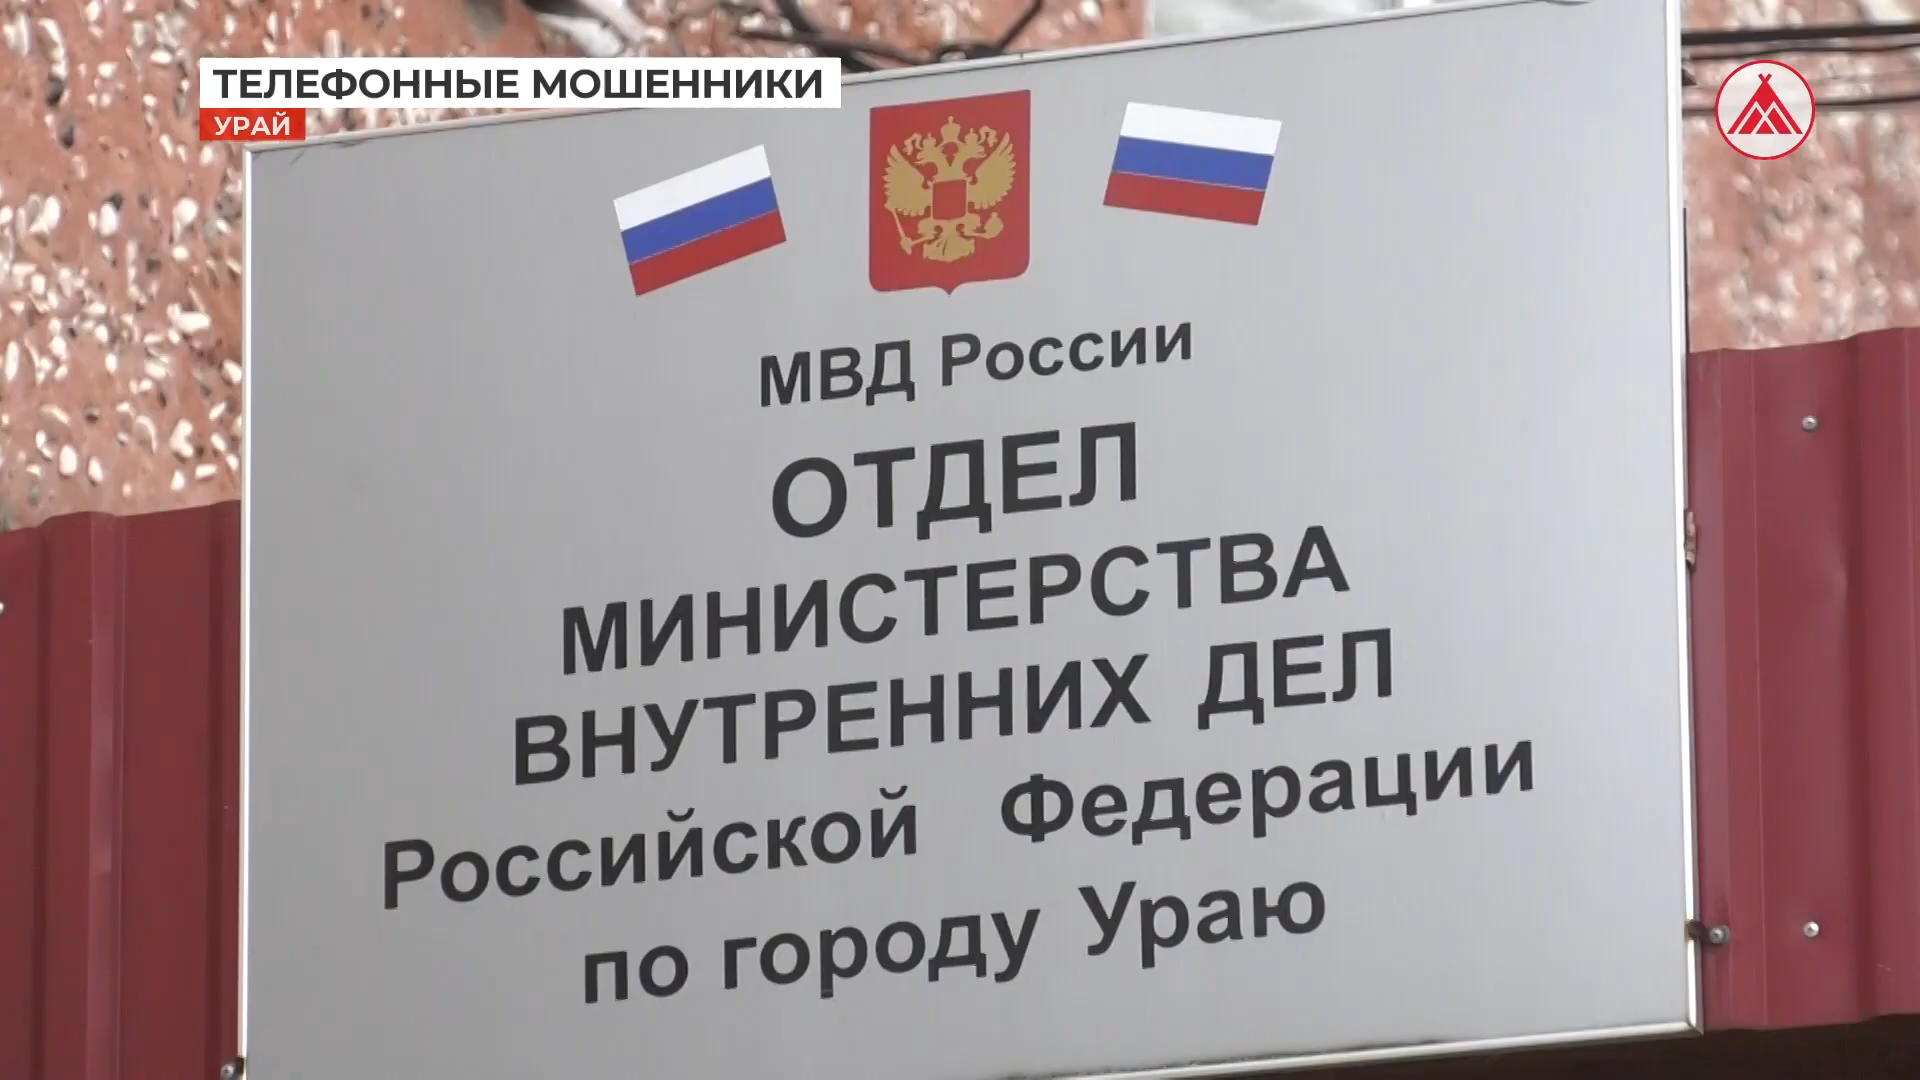 ТЕЛЕФОННЫЕ МОШЕННИКИ
УРАЙ
МВД России
ОТДЕЛ
МИНИСТЕРСТВА
ВНУТРЕННИХ ДЕЛ
Российской Федерации
по городу Ураю